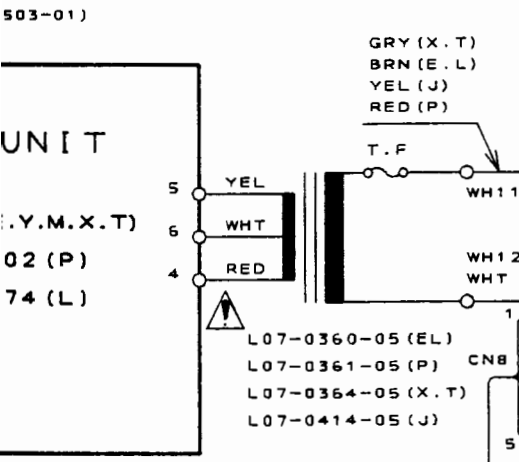 503-01)
GRY (X.T)
BRN (E.L)
YEL (J)
RED (P)
UNIT
T.F
5
YEL
WH11
.Y.M.X.T)
6
WHT
02 (P)
WH12
4
RED
WHT
74 (L)
1
L07-0360-05 (EL)
L07-0361-05 (P)
CN8
L07-0364-05 (X.T)
L07-0414-05 (J)
5